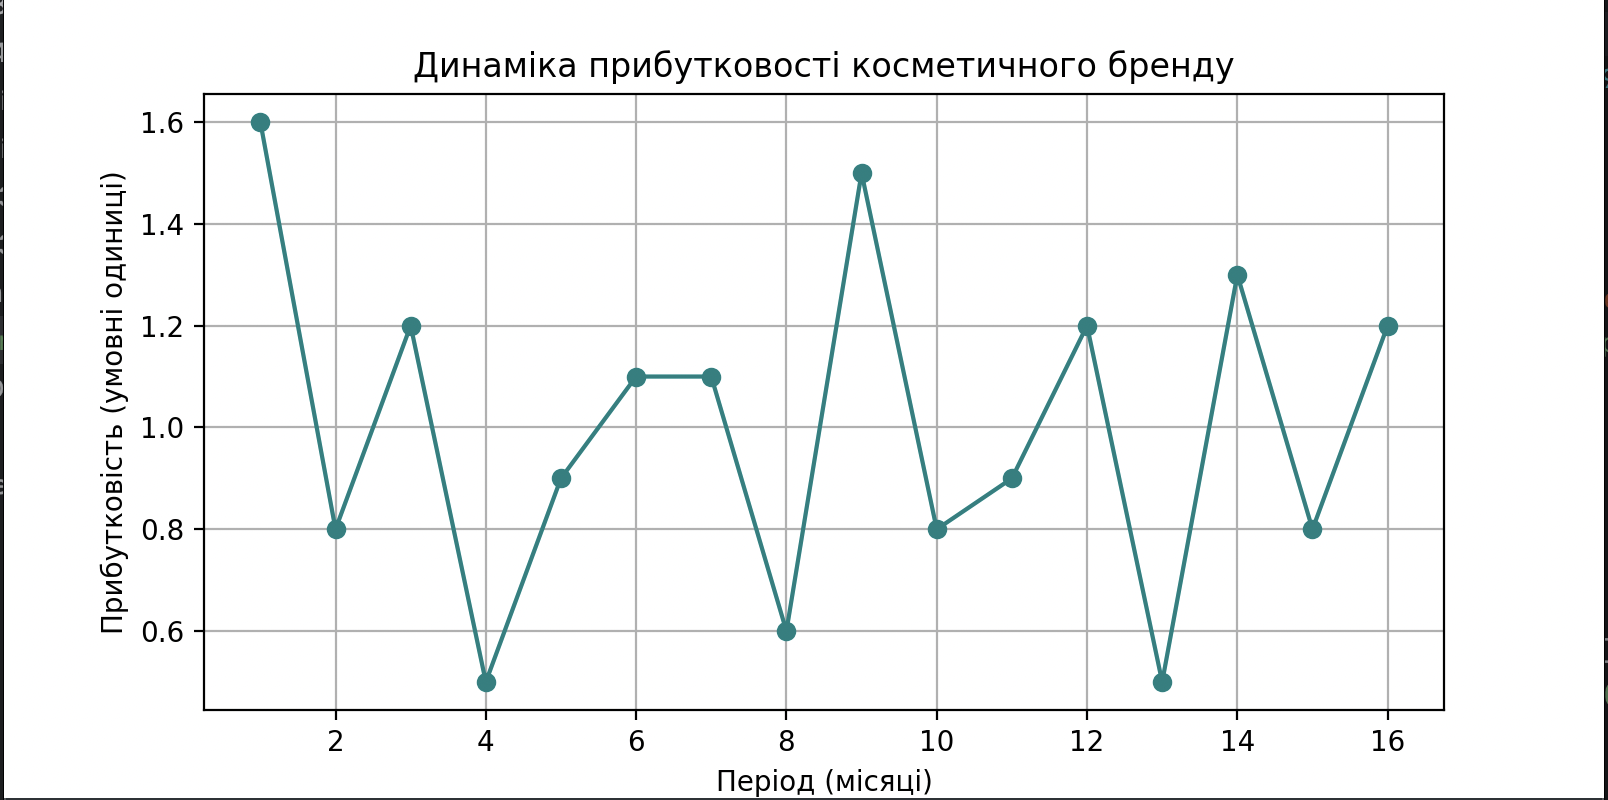 Динаміка прибутковості косметичного бренду
Прибутковість (умовні одиниці)
1.6
1.4
1.2
1.0
0.8
0.6
2 4 6 8 10 12 14 16
Період (місяці)